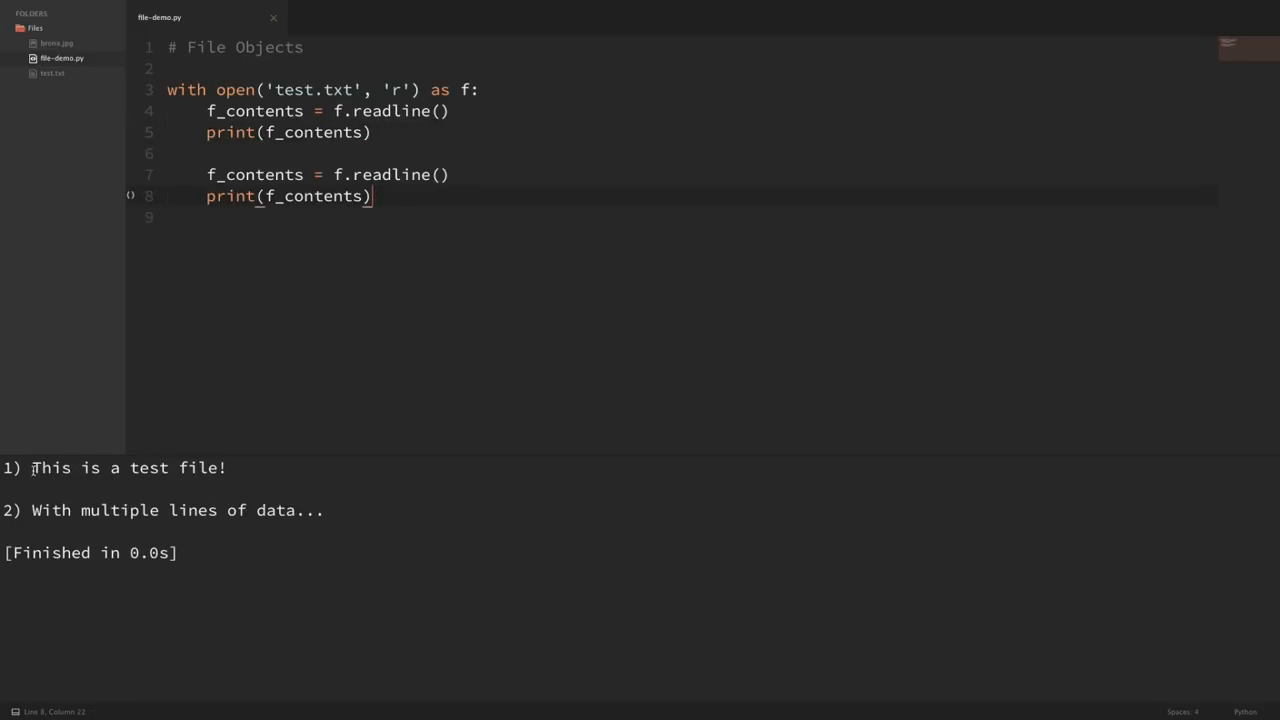 FOLDERS
Files
bronx.jpg
file-demo.py
test.txt
file-demo.py ×
1 # File Objects
2
3 with open('test.txt', 'r') as f:
4     f_contents = f.readline()
5     print(f_contents)
6
7     f_contents = f.readline()
() 8     print(f_contents)
9
1) This is a test file!
2) With multiple lines of data...
[Finished in 0.0s]
Line 8, Column 22
Spaces: 4
Python